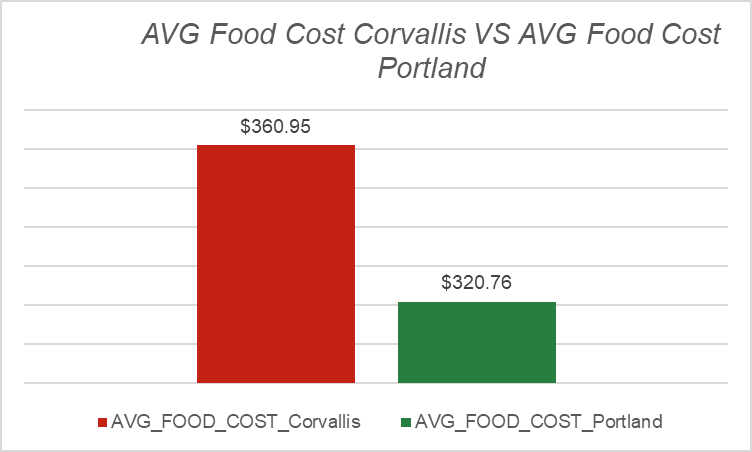 AVG Food Cost Corvallis VS AVG Food Cost
Portland
$360.95
$320.76
AVG_FOOD_COST_Corvallis
AVG_FOOD_COST_Portland